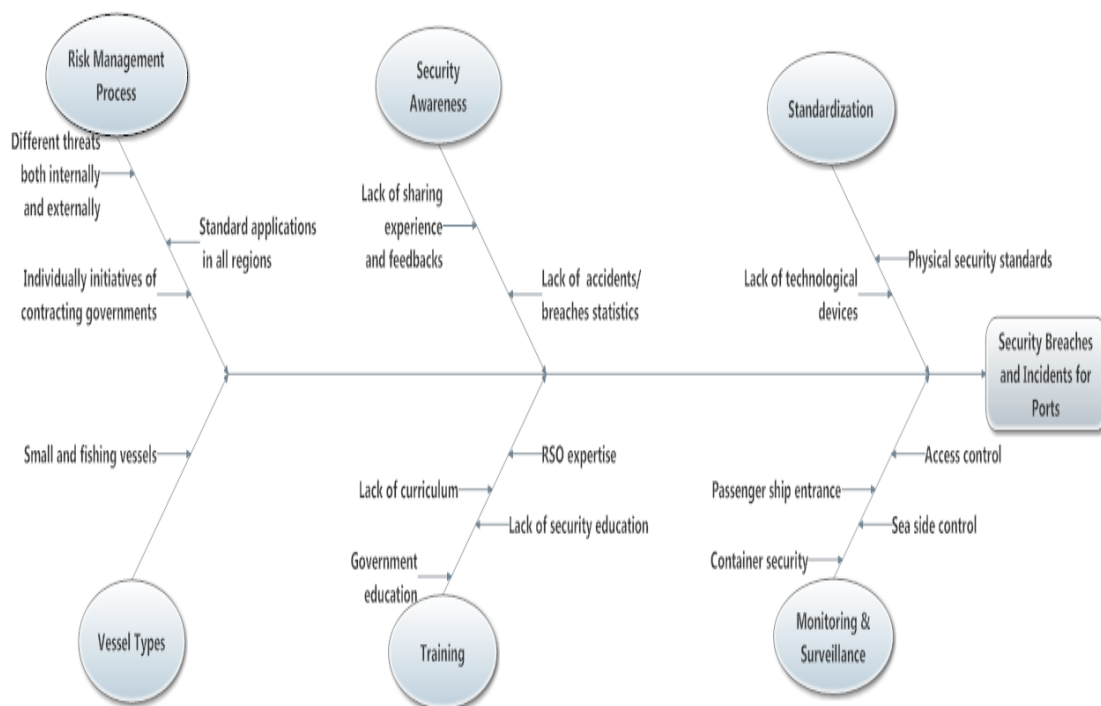 Risk Management
Process
Security
Awareness
Standardization
Different threats
both internally
and externally
Standard applications
in all regions
Individually initiatives of
contracting governments
Lack of sharing
experience
and feedbacks
Lack of accidents/
breaches statistics
Physical security standards
Lack of technological
devices
Security Breaches
and Incidents for
Ports
Small and fishing vessels
RSO expertise
Lack of curriculum
Lack of security education
Government
education
Access control
Passenger ship entrance
Sea side control
Container security
Vessel Types
Training
Monitoring &
Surveillance